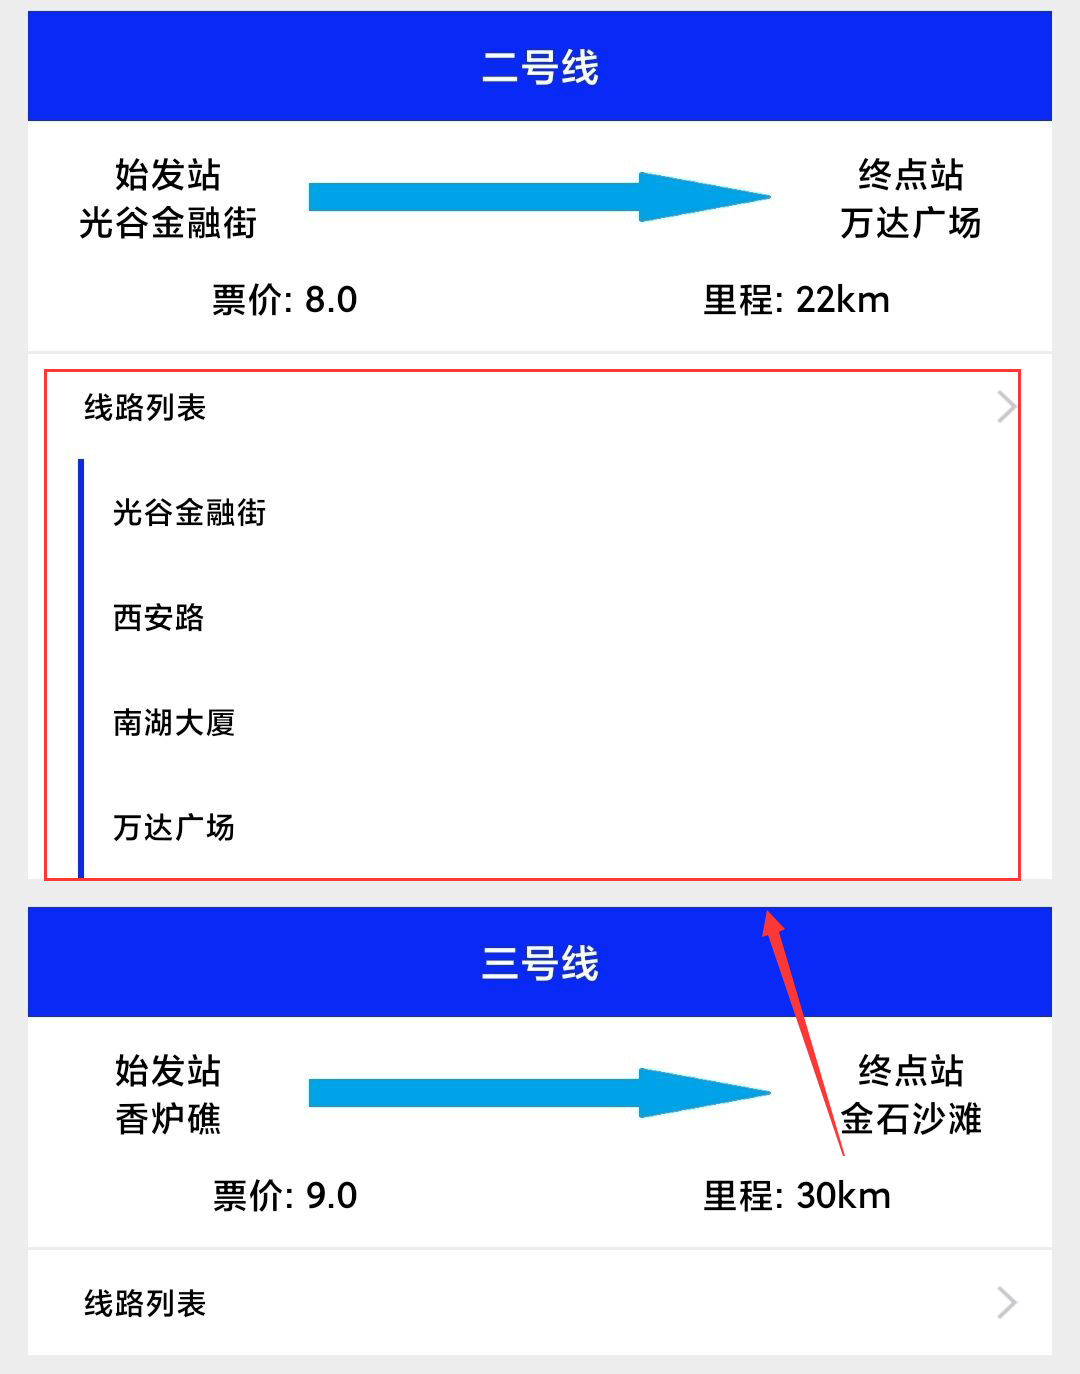 二号线
始发站
光谷金融街
终点站
万达广场
票价: 8.0
里程: 22km
线路列表
光谷金融街
西安路
南湖大厦
万达广场
三号线
始发站
香炉礁
终点站
金石沙滩
票价: 9.0
里程: 30km
线路列表